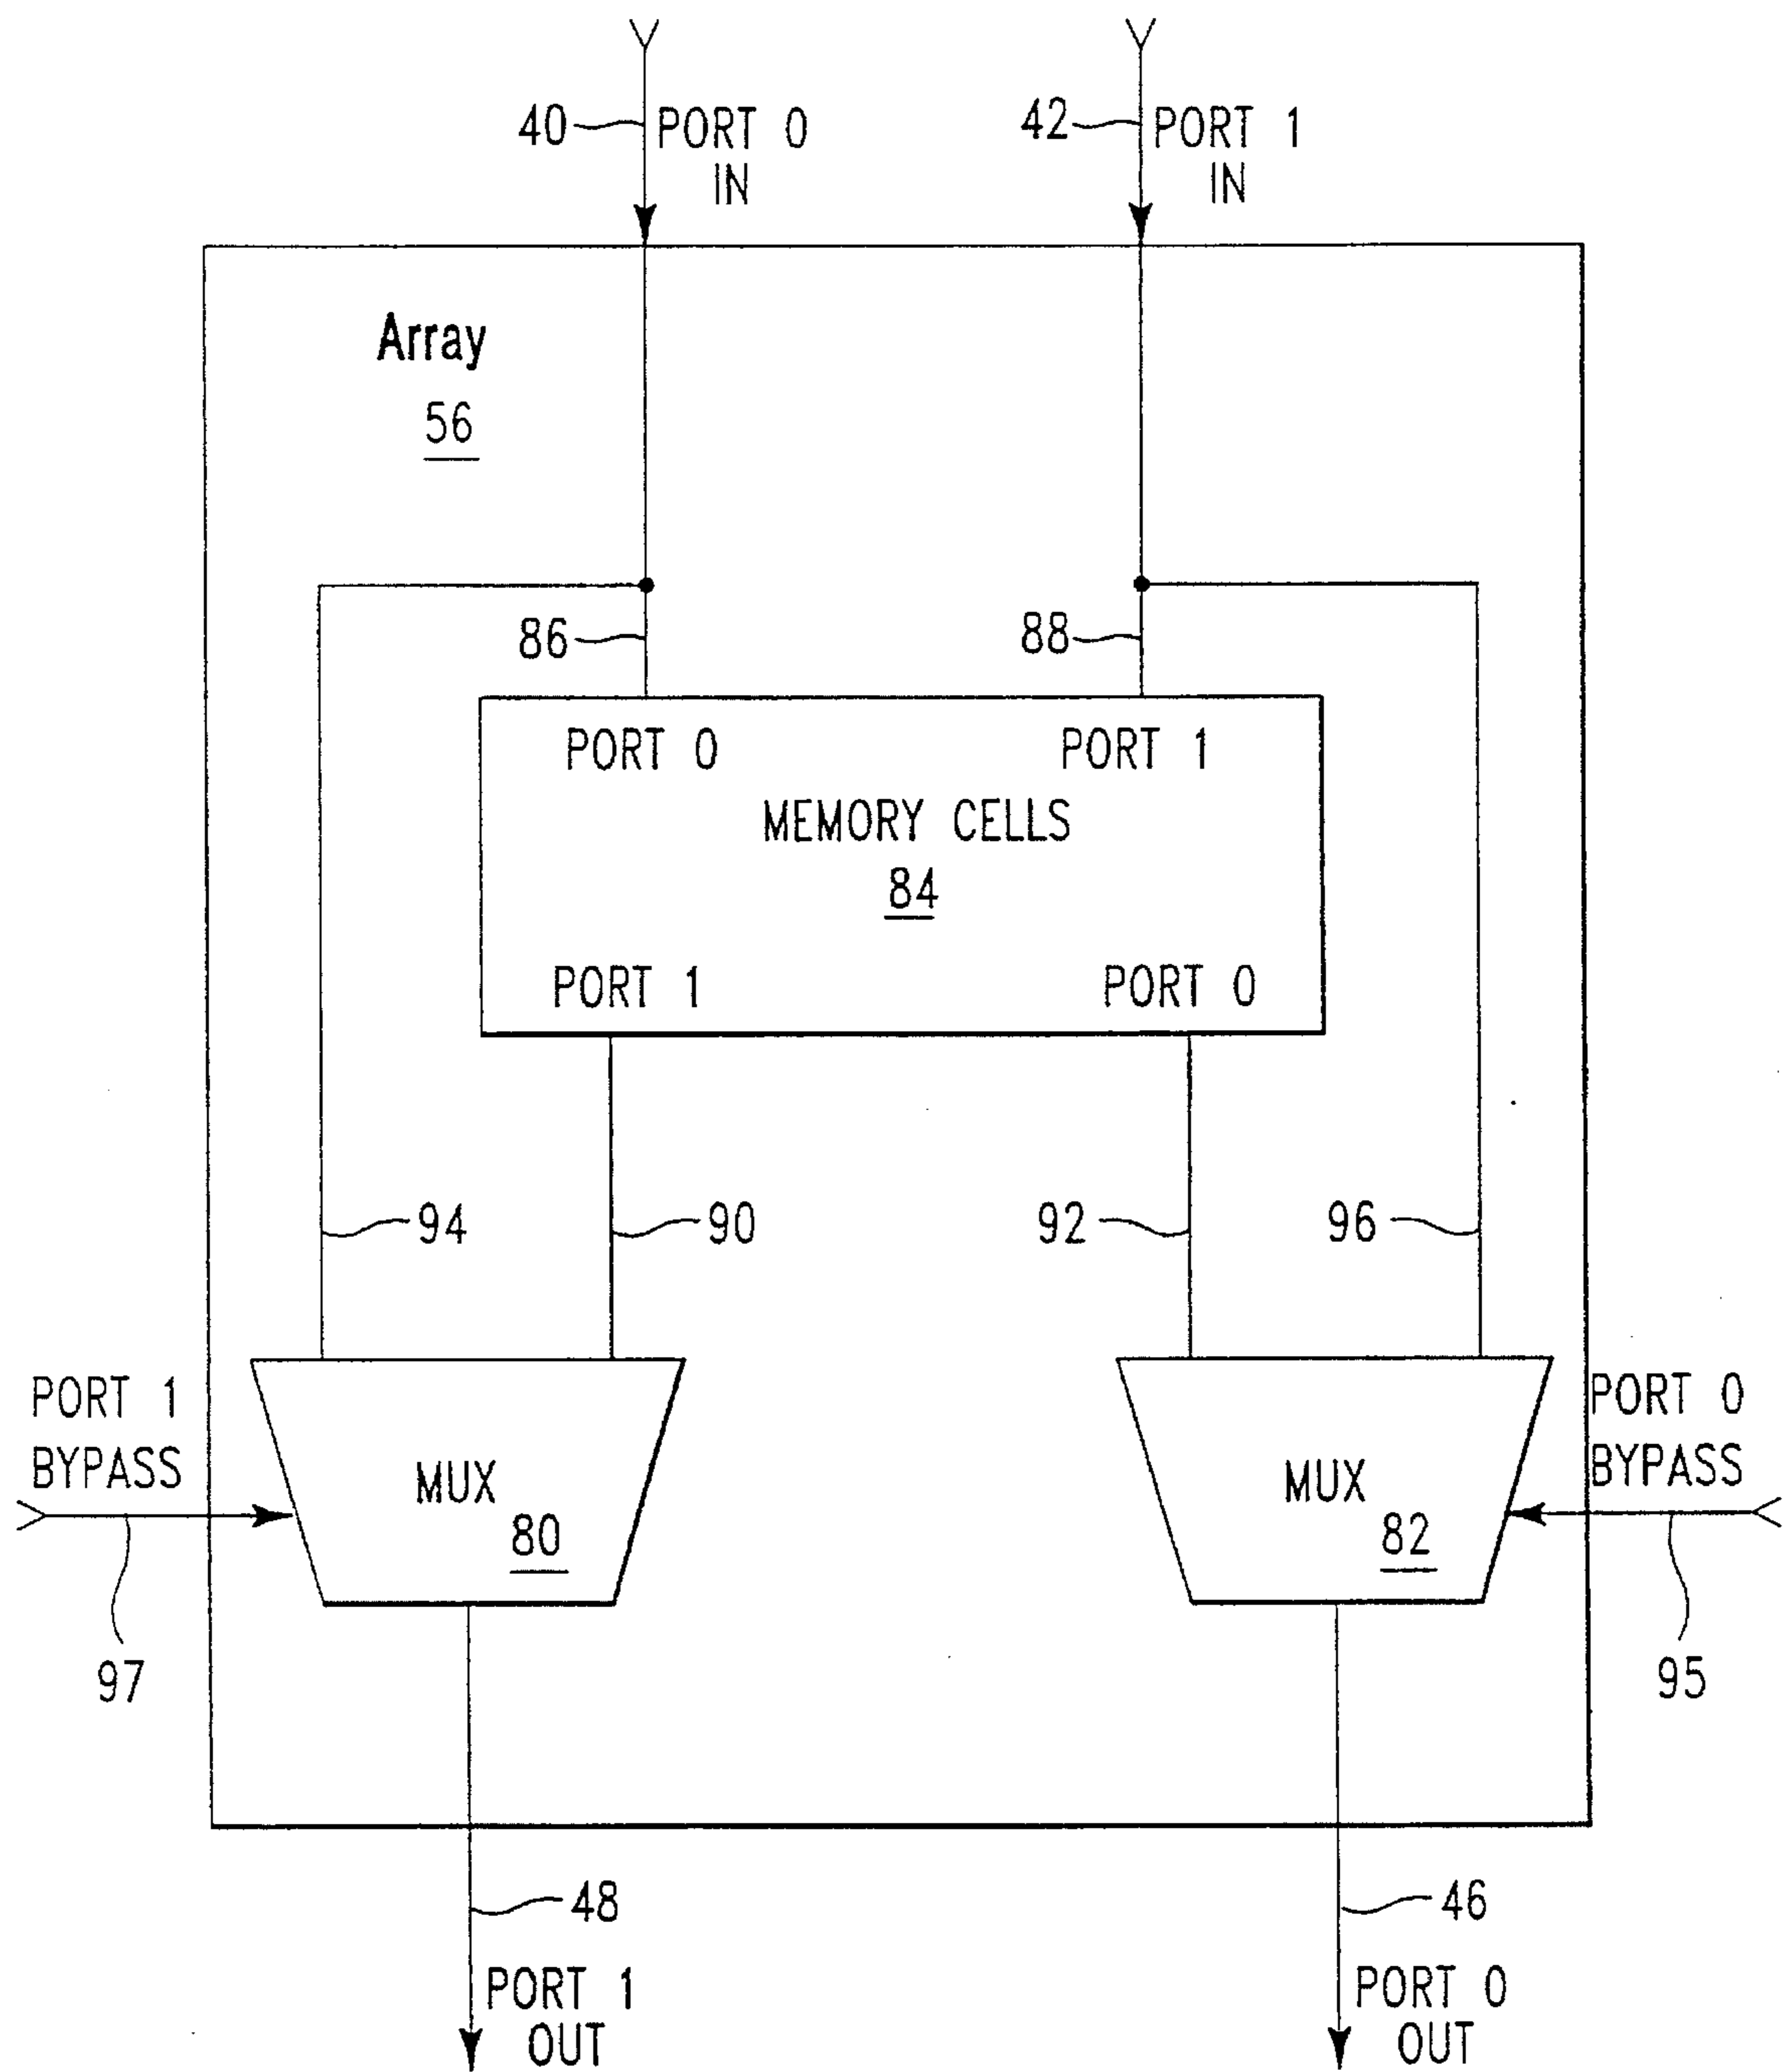 40
PORT 0
IN
42
PORT 1
IN
Array
56
86
88
PORT 0
PORT 1
MEMORY CELLS
84
PORT 1
PORT 0
94
90
92
96
PORT 1
BYPASS
MUX
80
MUX
82
PORT 0
BYPASS
97
95
48
46
PORT 1
OUT
PORT 0
OUT